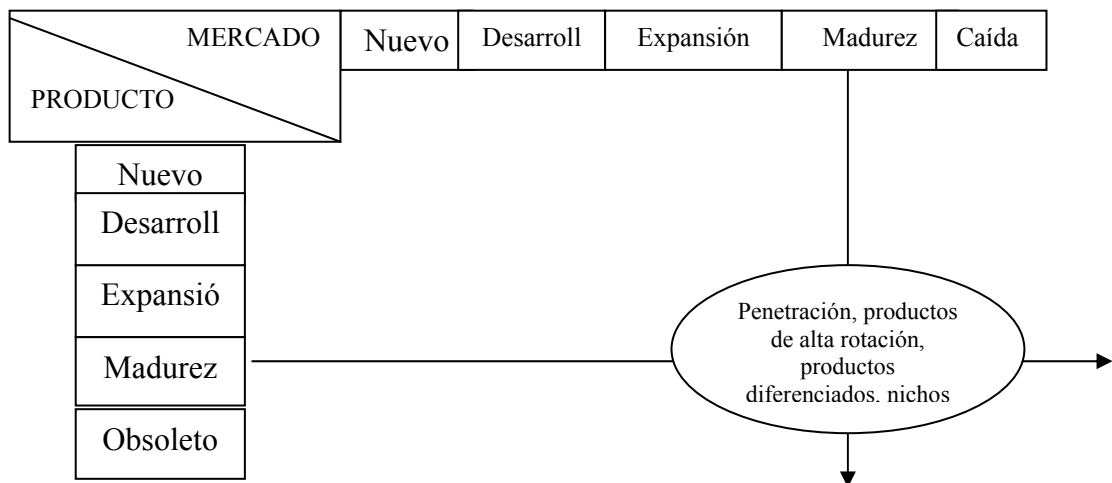 MERCADO
PRODUCTO
Nuevo
Desarroll
Expansión
Madurez
Caída
Nuevo
Desarroll
Expansió
Madurez
Obsoleto
Penetración, productos
de alta rotación,
productos
diferenciados. nichos